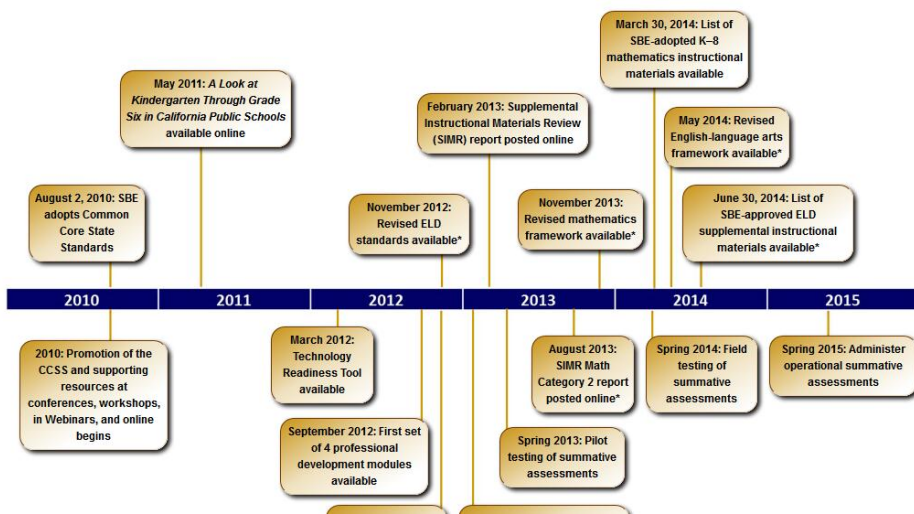 March 30, 2014: List of
SBE-adopted K–8
mathematics instructional
materials available
May 2011: A Look at
Kindergarten Through Grade
Six in California Public Schools
available online
February 2013: Supplemental
Instructional Materials Review
(SIMR) report posted online
May 2014: Revised
English-language arts
framework available*
August 2, 2010: SBE
adopts Common
Core State
Standards
November 2012:
Revised ELD
standards available*
November 2013:
Revised mathematics
framework available*
June 30, 2014: List of
SBE-approved ELD
supplemental instructional
materials available*
2010
2011
2012
2013
2014
2015
2010: Promotion of the
CCSS and supporting
resources at
conferences, workshops,
in Webinars, and online
begins
March 2012:
Technology
Readiness Tool
available
August 2013:
SIMR Math
Category 2 report
posted online*
Spring 2014: Field
testing of
summative
assessments
Spring 2015: Administer
operational summative
assessments
September 2012: First set
of 4 professional
development modules
available
Spring 2013: Pilot
testing of summative
assessments